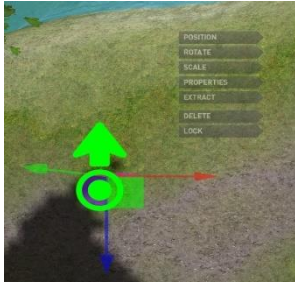 POSITION
ROTATE
SCALE
PROPERTIES
EXTRACT
DELETE
LOCK